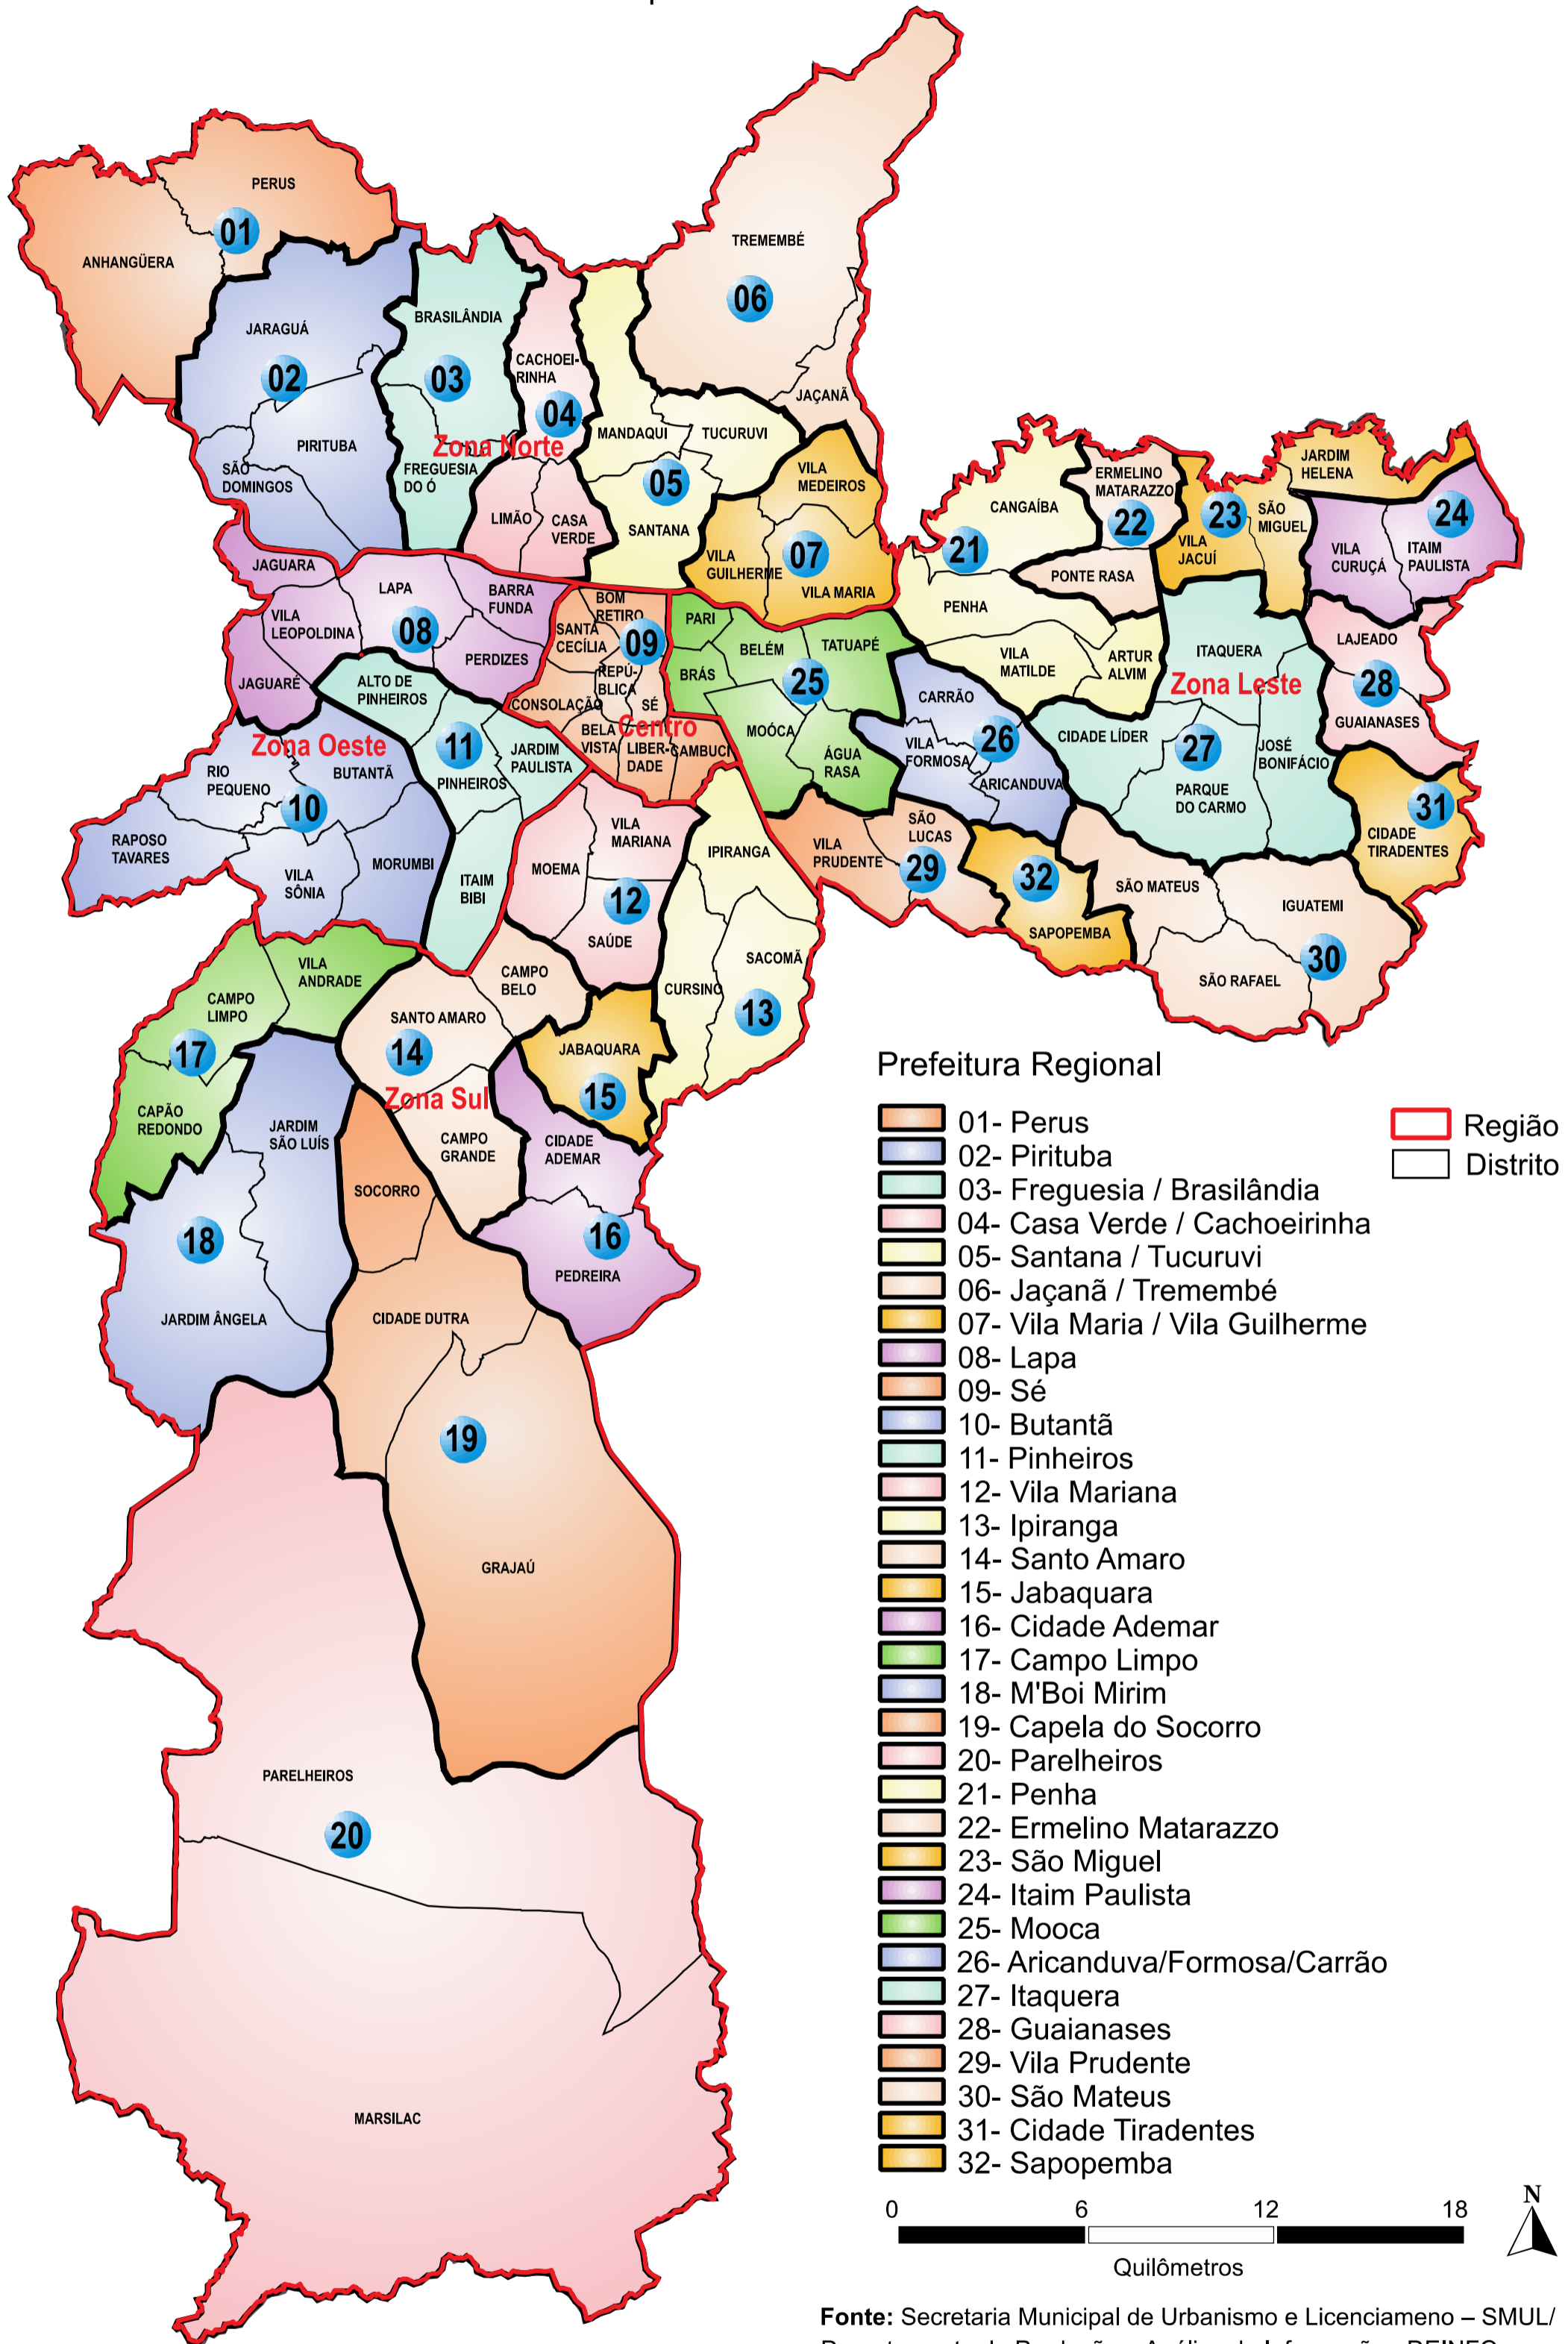 PERUS
01
ANHANGÜERA
TREMEMBÉ
06
JARAGUÁ
02
BRASILÂNDIA
03
CACHOEI-
RINHA
04
JAÇANÃ
PIRITUBA
SÃO
DOMINGOS
Zona Norte
FREGUESIA
DO Ó
MANDAQUI
TUCURUVI
05
SANTANA
LIMÃO
CASA
VERDE
VILA
MEDEIROS
VILA
GUILHERME
07
VILA MARIA
CANGAÍBA
21
ERMELINO
MATARAZZO
22
PONTE RASA
23
VILA
JACUÍ
SÃO
MIGUEL
JARDIM
HELENA
24
VILA
CURUÇÁ
ITAIM
PAULISTA
JAGUARA
LAPA
BARRA
FUNDA
VILA
LEOPOLDINA
08
PERDIZES
JAGUARÉ
ALTO DE
PINHEIROS
BOM
RETIRO
SANTA
CECÍLIA
09
REPÚ-
BLICA
SÉ
CONSOLAÇÃO
Centro
BELA
VISTA
LIBER-
DADE
CAMBUCI
PARI
BELÉM
TATUAPÉ
BRÁS
25
MOÓCA
ÁGUA
RASA
PENHA
VILA
MATILDE
ARTUR
ALVIM
CARRÃO
VILA
FORMOSA
26
ARICANDUVA
ITAQUERA
Zona Leste
CIDADE LÍDER
27
PARQUE
DO CARMO
JOSÉ
BONIFÁCIO
LAJEADO
28
GUAIANASES
31
CIDADE
TIRADENTES
Zona Oeste
RIO
PEQUENO
BUTANTÃ
10
RAPOSO
TAVARES
VILA
SÔNIA
MORUMBI
11
PINHEIROS
JARDIM
PAULISTA
ITAIM
BIBI
VILA
MARIANA
MOEMA
12
SAÚDE
IPIRANGA
CURSINO
SACOMÃ
13
VILA
PRUDENTE
SÃO
LUCAS
29
32
SAPOPEMBA
SÃO MATEUS
IGUATEMI
30
SÃO RAFAEL
VILA
ANDRADE
CAMPO
LIMPO
17
CAPÃO
REDONDO
CAMPO
BELO
SANTO AMARO
14
Zona Sul
CAMPO
GRANDE
JABAQUARA
15
CIDADE
ADEMAR
16
PEDREIRA
JARDIM
SÃO LUÍS
18
JARDIM ÂNGELA
SOCORRO
CIDADE DUTRA
19
GRAJAÚ
PARELHEIROS
20
MARSILAC
Prefeitura Regional
01- Perus
02- Pirituba
03- Freguesia / Brasilândia
04- Casa Verde / Cachoeirinha
05- Santana / Tucuruvi
06- Jaçanã / Tremembé
07- Vila Maria / Vila Guilherme
08- Lapa
09- Sé
10- Butantã
11- Pinheiros
12- Vila Mariana
13- Ipiranga
14- Santo Amaro
15- Jabaquara
16- Cidade Ademar
17- Campo Limpo
18- M'Boi Mirim
19- Capela do Socorro
20- Parelheiros
21- Penha
22- Ermelino Matarazzo
23- São Miguel
24- Itaim Paulista
25- Mooca
26- Aricanduva/Formosa/Carrão
27- Itaquera
28- Guaianases
29- Vila Prudente
30- São Mateus
31- Cidade Tiradentes
32- Sapopemba
Região
Distrito
0 6 12 18
Quilômetros
N
Fonte: Secretaria Municipal de Urbanismo e Licenciameno – SMUL/